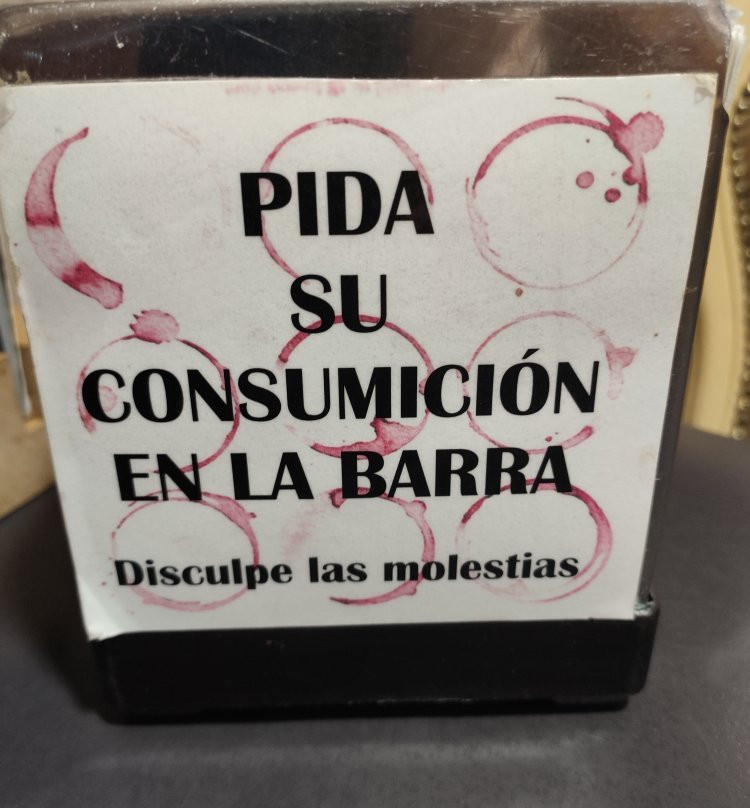 PIDA
SU
CONSUMICIÓN
EN LA BARRA
Disculpe las molestias